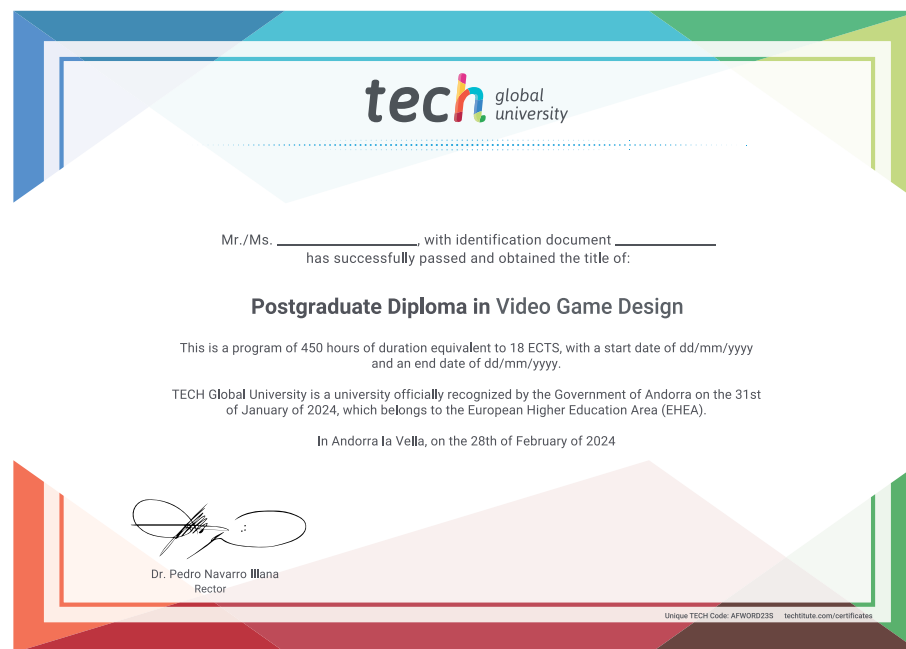 tech global university
Mr./Ms. ____________, with identification document ____________
has successfully passed and obtained the title of:
Postgraduate Diploma in Video Game Design
This is a program of 450 hours of duration equivalent to 18 ECTS, with a start date of dd/mm/yyyy
and an end date of dd/mm/yyyy.
TECH Global University is a university officially recognized by the Government of Andorra on the 31st
of January of 2024, which belongs to the European Higher Education Area (EHEA).
In Andorra la Vella, on the 28th of February of 2024
Dr. Pedro Navarro Illana
Rector
Unique TECH Code: AFWORD23S techtitute.com/certificates